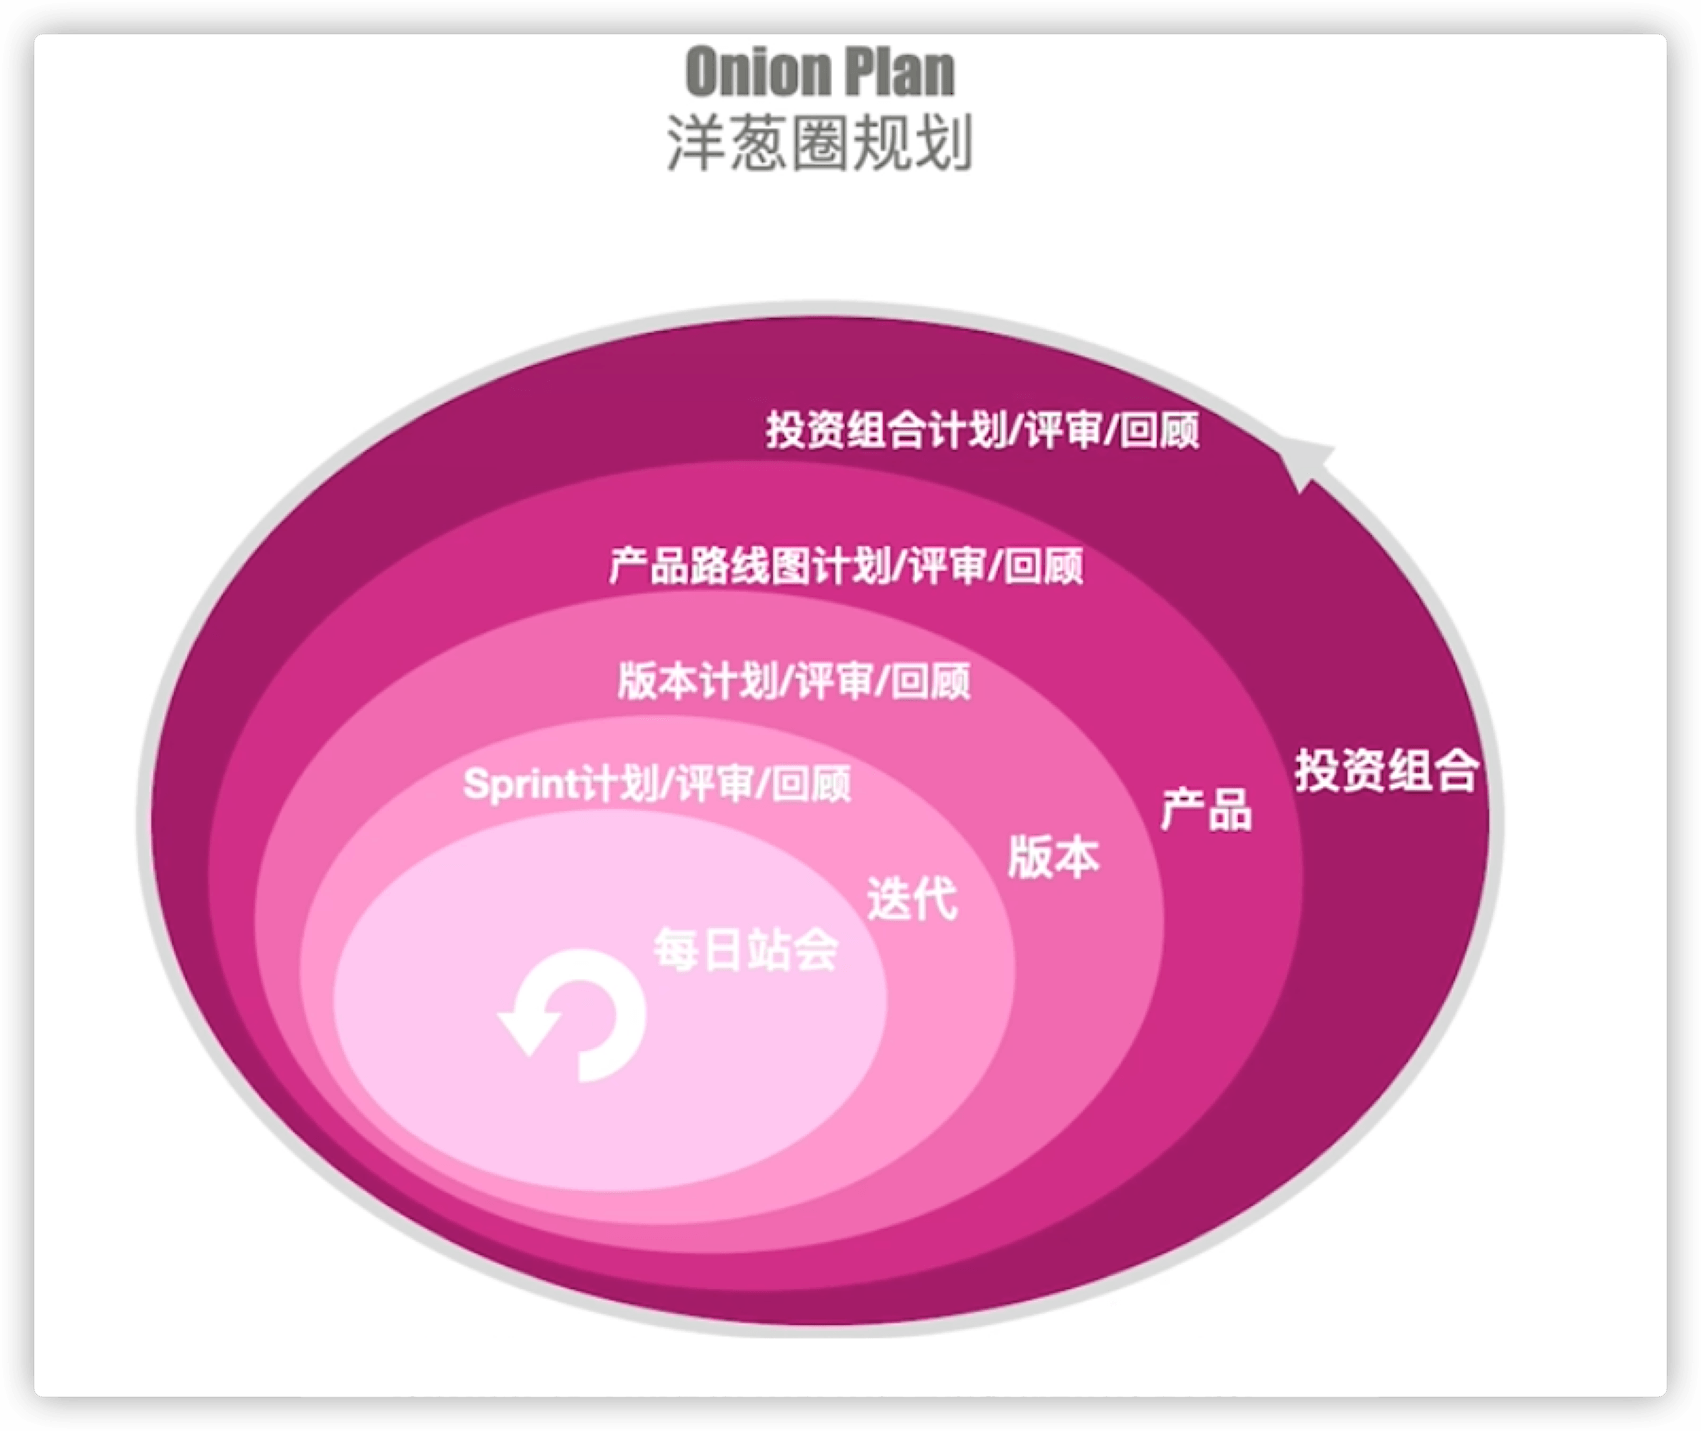 Onion Plan
洋葱圈规划
投资组合计划/评审/回顾
产品路线图计划/评审/回顾
版本计划/评审/回顾
Sprint计划/评审/回顾
投资组合
产品
版本
迭代
每日站会